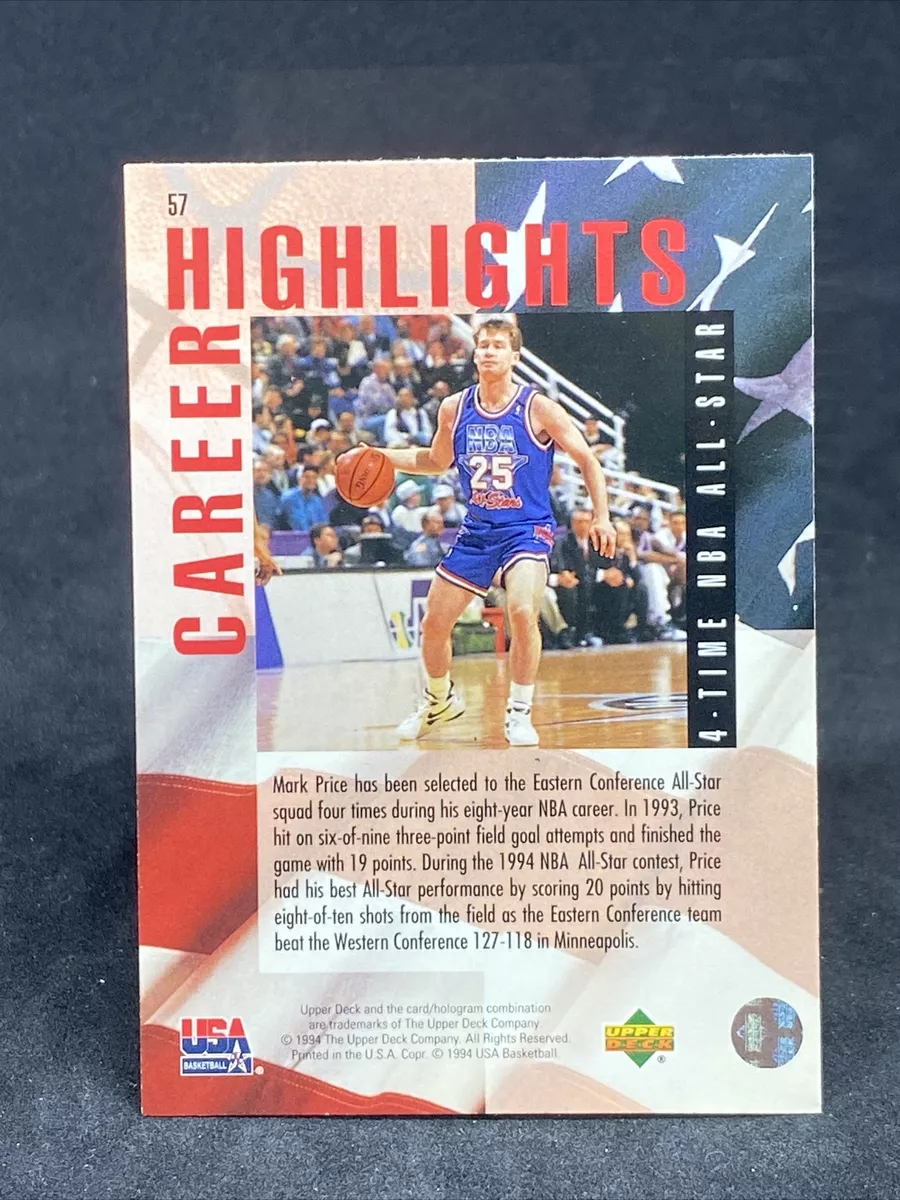 57
HIGHLIGHTS
CAREER
NBA
25
All-Stars
4·TIME NBA ALL·STAR
Mark Price has been selected to the Eastern Conference All-Star
squad four times during his eight-year NBA career. In 1993, Price
hit on six-of-nine three-point field goal attempts and finished the
game with 19 points. During the 1994 NBA All-Star contest, Price
had his best All-Star performance by scoring 20 points by hitting
eight-of-ten shots from the field as the Eastern Conference team
beat the Western Conference 127-118 in Minneapolis.
Upper Deck and the card/hologram combination
are trademarks of The Upper Deck Company.
© 1994 The Upper Deck Company. All Rights Reserved.
Printed in the U.S.A. Copr. © 1994 USA Basketball
USA
BASKETBALL
®
UPPER
DECK
®